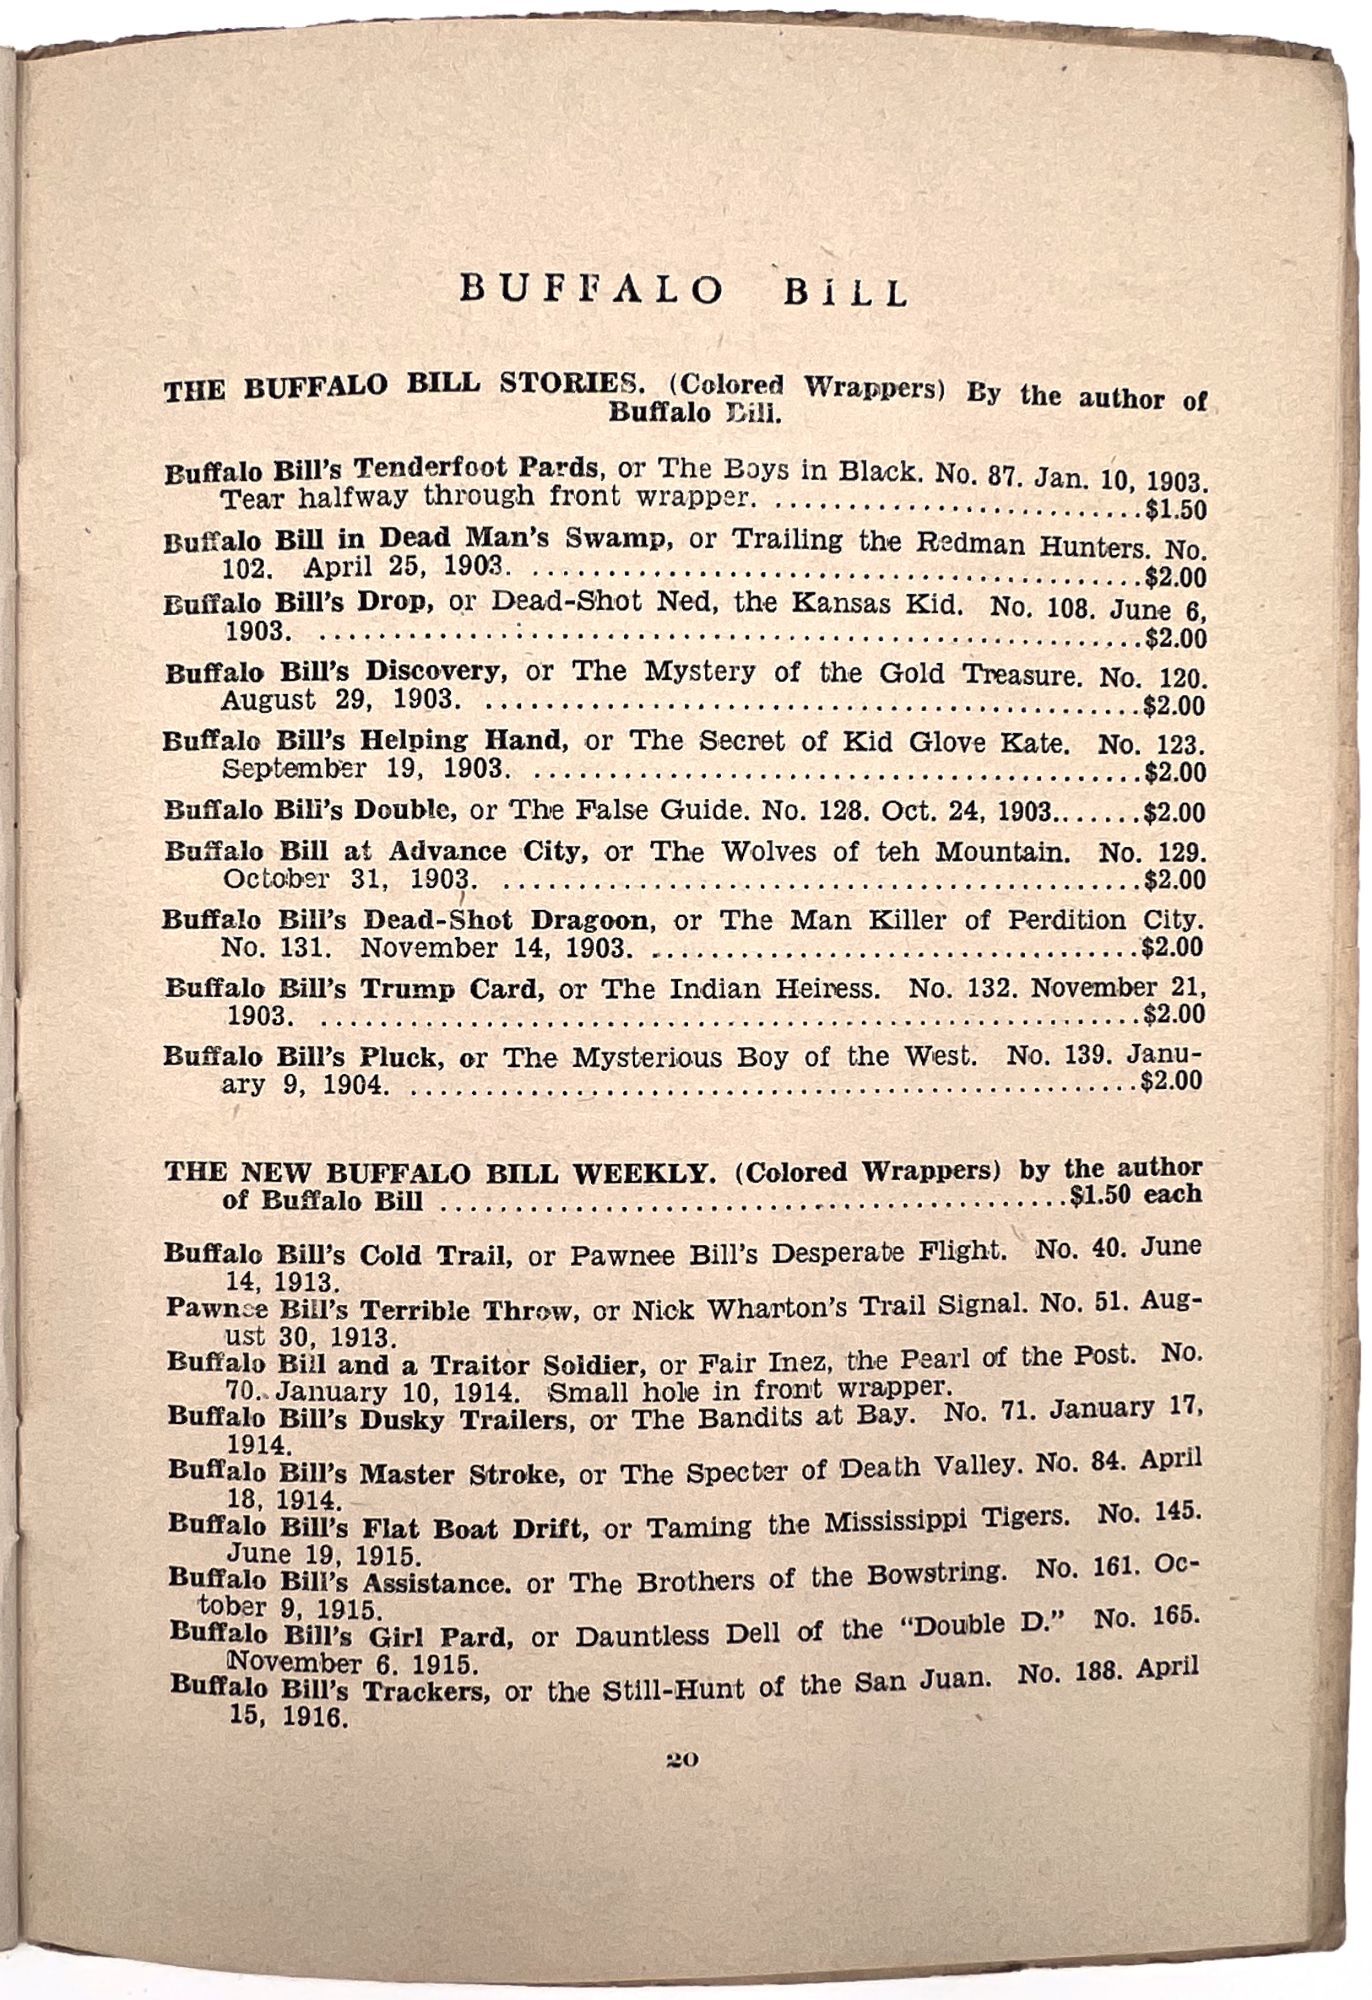 BUFFALO BILL
THE BUFFALO BILL STORIES. (Colored Wrappers) By the author of
Buffalo Bill.
Buffalo Bill's Tenderfoot Pards, or The Boys in Black. No. 87. Jan. 10, 1903.
Tear halfway through front wrapper. ..........................$1.50
Buffalo Bill in Dead Man's Swamp, or Trailing the Redman Hunters. No.
102. April 25, 1903. ..........................................$2.00
Buffalo Bill's Drop, or Dead-Shot Ned, the Kansas Kid. No. 108. June 6,
1903. .........................................................$2.00
Buffalo Bill's Discovery, or The Mystery of the Gold Treasure. No. 120.
August 29, 1903. ..............................................$2.00
Buffalo Bill's Helping Hand, or The Secret of Kid Glove Kate. No. 123.
September 19, 1903. ..........................................$2.00
Buffalo Bill's Double, or The False Guide. No. 128. Oct. 24, 1903.......$2.00
Buffalo Bill at Advance City, or The Wolves of teh Mountain. No. 129.
October 31, 1903. ............................................$2.00
Buffalo Bill's Dead-Shot Dragoon, or The Man Killer of Perdition City.
No. 131. November 14, 1903. ..................................$2.00
Buffalo Bill's Trump Card, or The Indian Heiress. No. 132. November 21,
1903. .........................................................$2.00
Buffalo Bill's Pluck, or The Mysterious Boy of the West. No. 139. Janu-
ary 9, 1904. ..................................................$2.00
THE NEW BUFFALO BILL WEEKLY. (Colored Wrappers) by the author
of Buffalo Bill ...........................................$1.50 each
Buffalo Bill's Cold Trail, or Pawnee Bill's Desperate Flight. No. 40. June
14, 1913.
Pawnee Bill's Terrible Throw, or Nick Wharton's Trail Signal. No. 51. Aug-
ust 30, 1913.
Buffalo Bill and a Traitor Soldier, or Fair Inez, the Pearl of the Post. No.
70. January 10, 1914. Small hole in front wrapper.
Buffalo Bill's Dusky Trailers, or The Bandits at Bay. No. 71. January 17,
1914.
Buffalo Bill's Master Stroke, or The Specter of Death Valley. No. 84. April
18, 1914.
Buffalo Bill's Flat Boat Drift, or Taming the Mississippi Tigers. No. 145.
June 19, 1915.
Buffalo Bill's Assistance. or The Brothers of the Bowstring. No. 161. Oc-
tober 9, 1915.
Buffalo Bill's Girl Pard, or Dauntless Dell of the "Double D." No. 165.
November 6. 1915.
Buffalo Bill's Trackers, or the Still-Hunt of the San Juan. No. 188. April
15, 1916.
20